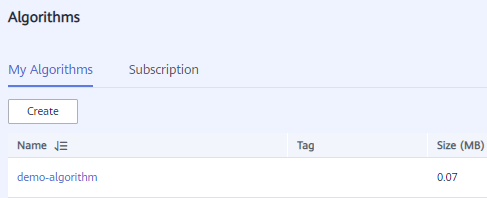 Algorithms
My Algorithms Subscription
Create
Name Tag Size (MB)
demo-algorithm 0.07